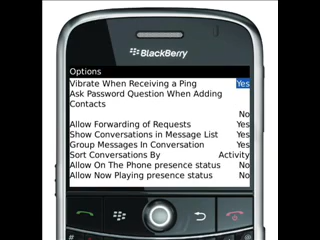 BlackBerry
Options
Vibrate When Receiving a Ping Yes
Ask Password Question When Adding
Contacts
No
Allow Forwarding of Requests Yes
Show Conversations in Message List Yes
Group Messages In Conversation Yes
Sort Conversations By Activity
Allow On The Phone presence status No
Allow Now Playing presence status No